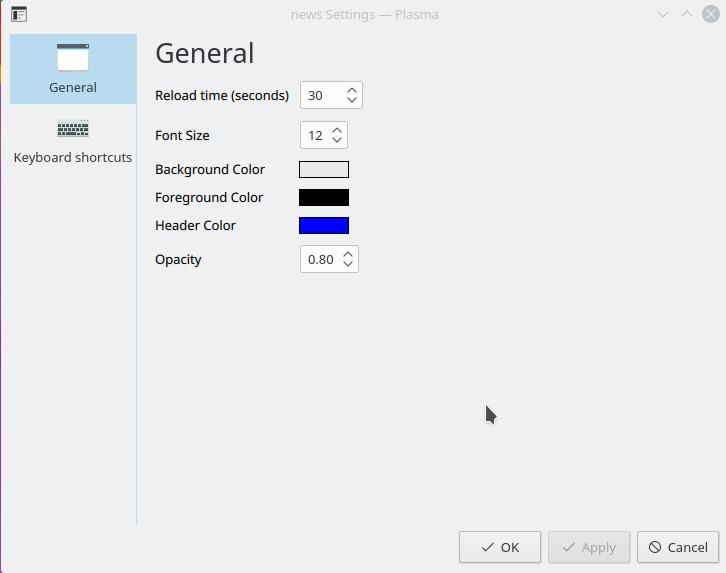 news Settings — Plasma
General
Keyboard shortcuts
General
Reload time (seconds) 30
Font Size 12
Background Color
Foreground Color
Header Color
Opacity 0.80
OK Apply Cancel